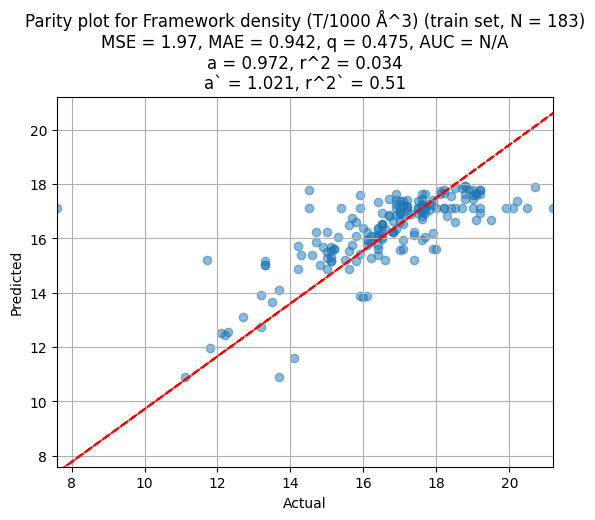 Parity plot for Framework density (T/1000 Å^3) (train set, N = 183)
MSE = 1.97, MAE = 0.942, q = 0.475, AUC = N/A
a = 0.972, r^2 = 0.034
a` = 1.021, r^2` = 0.51
20
18
16
14
12
10
8
Predicted
8 10 12 14 16 18 20
Actual